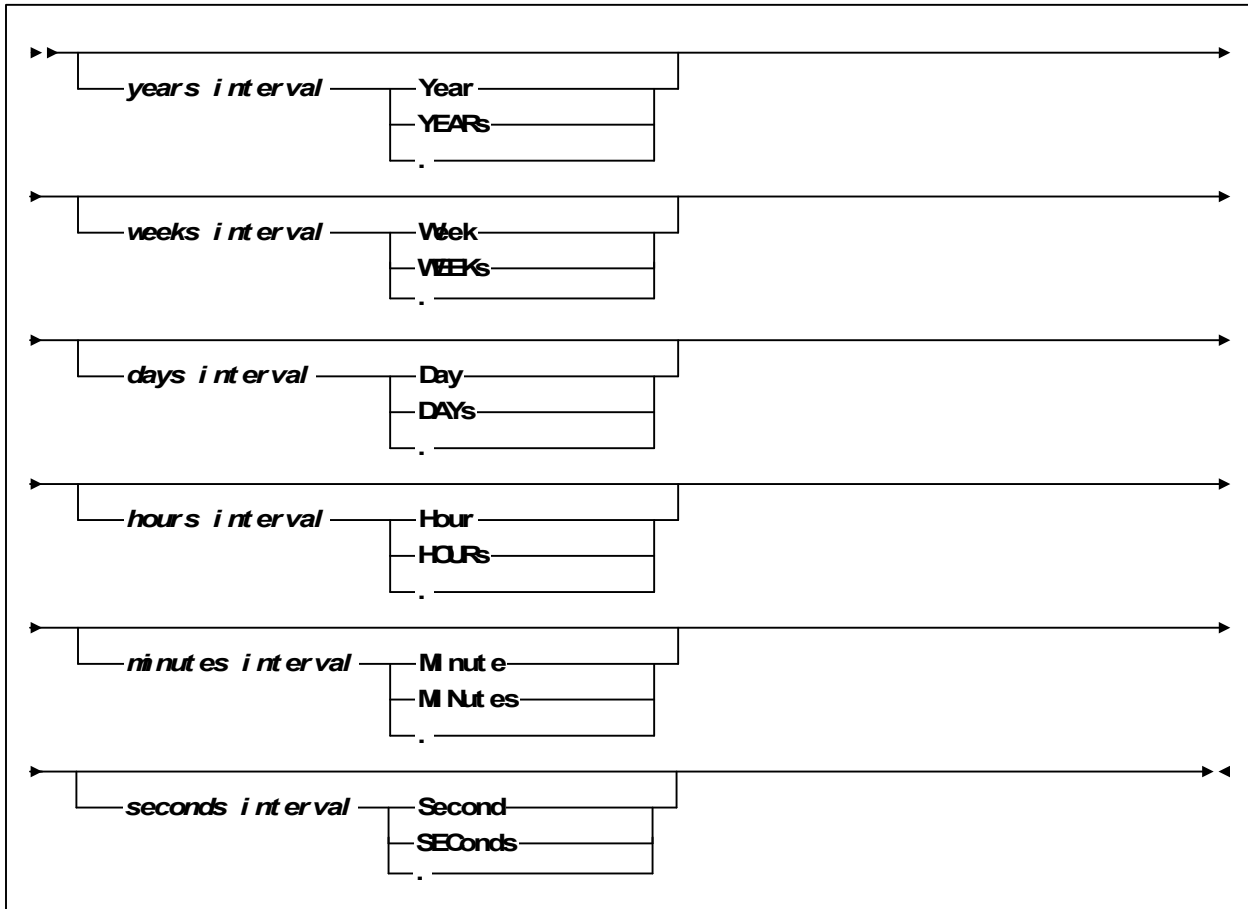 years interval Year
YEARs
.
weeks interval Week
WEEKs
.
days interval Day
DAYs
.
hours interval Hour
HOURs
.
minutes interval Minute
MINutes
.
seconds interval Second
SEConds
.